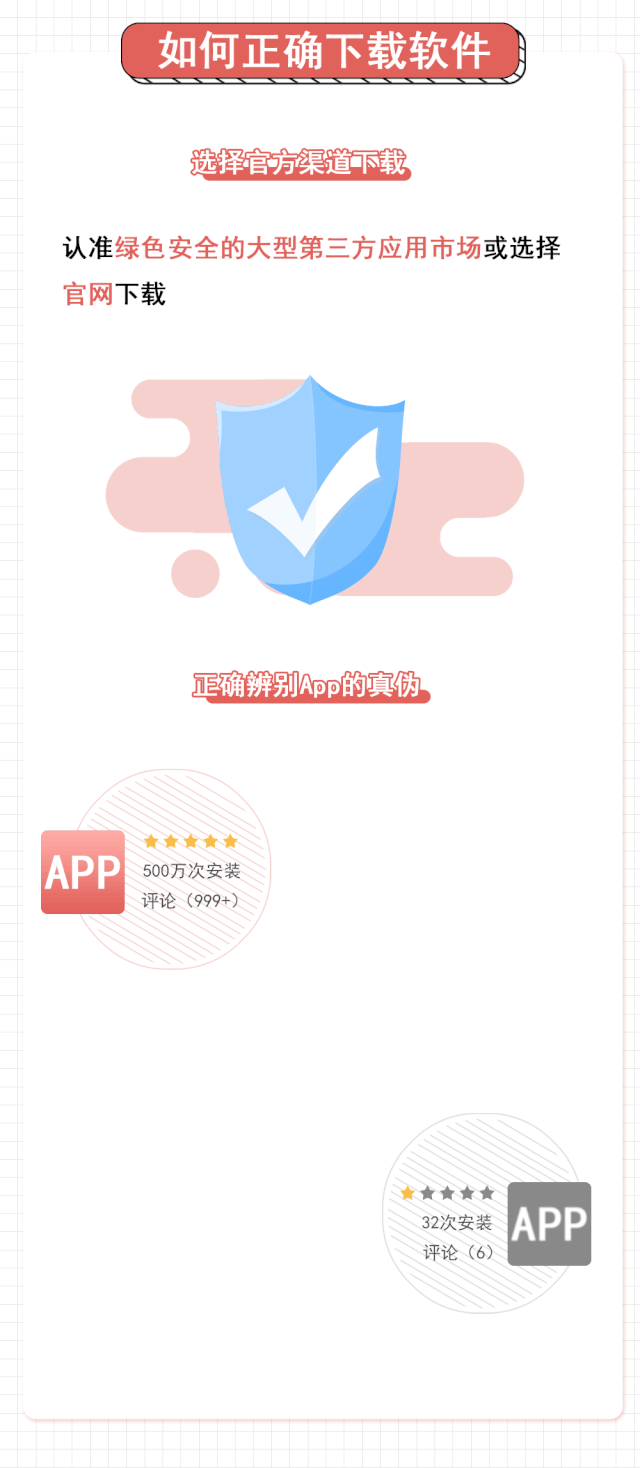 如何正确下载软件
选择官方渠道下载
认准绿色安全的大型第三方应用市场或选择
官网下载
正确辨别App的真伪
APP
500万次安装
评论（999+）
32次安装
评论（6）
APP